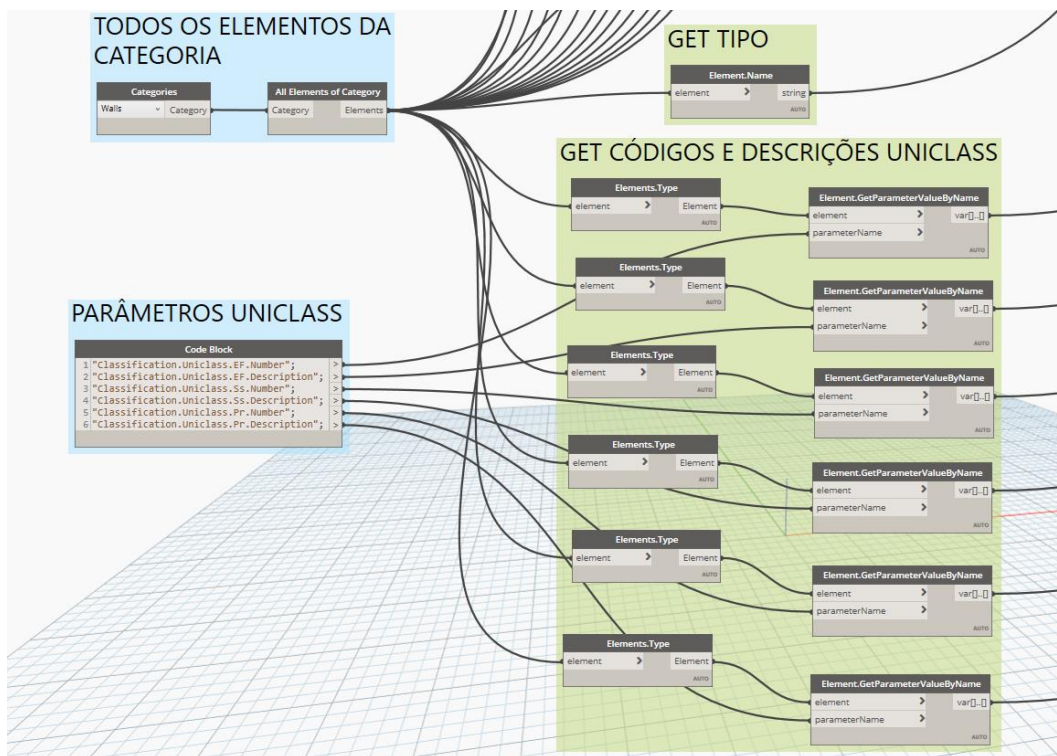 TODOS OS ELEMENTOS DA
CATEGORIA
Categories
Walls
Category
All Elements of Category
Category
Elements
GET TIPO
Element.Name
element > string
AUTO
GET CÓDIGOS E DESCRIÇÕES UNICLASS
Elements.Type
element > Element
AUTO
Element.GetParameterValueByName
element > var[]..[]
parameterName >
AUTO
Elements.Type
element > Element
AUTO
Element.GetParameterValueByName
element > var[]..[]
parameterName >
AUTO
PARÂMETROS UNICLASS
Code Block
1 "Classification.Uniclass.EF.Number"; >
2 "Classification.Uniclass.EF.Description"; >
3 "Classification.Uniclass.Ss.Number"; >
4 "Classification.Uniclass.Ss.Description"; >
5 "Classification.Uniclass.Pr.Number"; >
6 "Classification.Uniclass.Pr.Description"; >
Elements.Type
element > Element
AUTO
Element.GetParameterValueByName
element > var[]..[]
parameterName >
AUTO
Elements.Type
element > Element
AUTO
Element.GetParameterValueByName
element > var[]..[]
parameterName >
AUTO
Elements.Type
element > Element
AUTO
Element.GetParameterValueByName
element > var[]..[]
parameterName >
AUTO
Elements.Type
element > Element
AUTO
Element.GetParameterValueByName
element > var[]..[]
parameterName >
AUTO